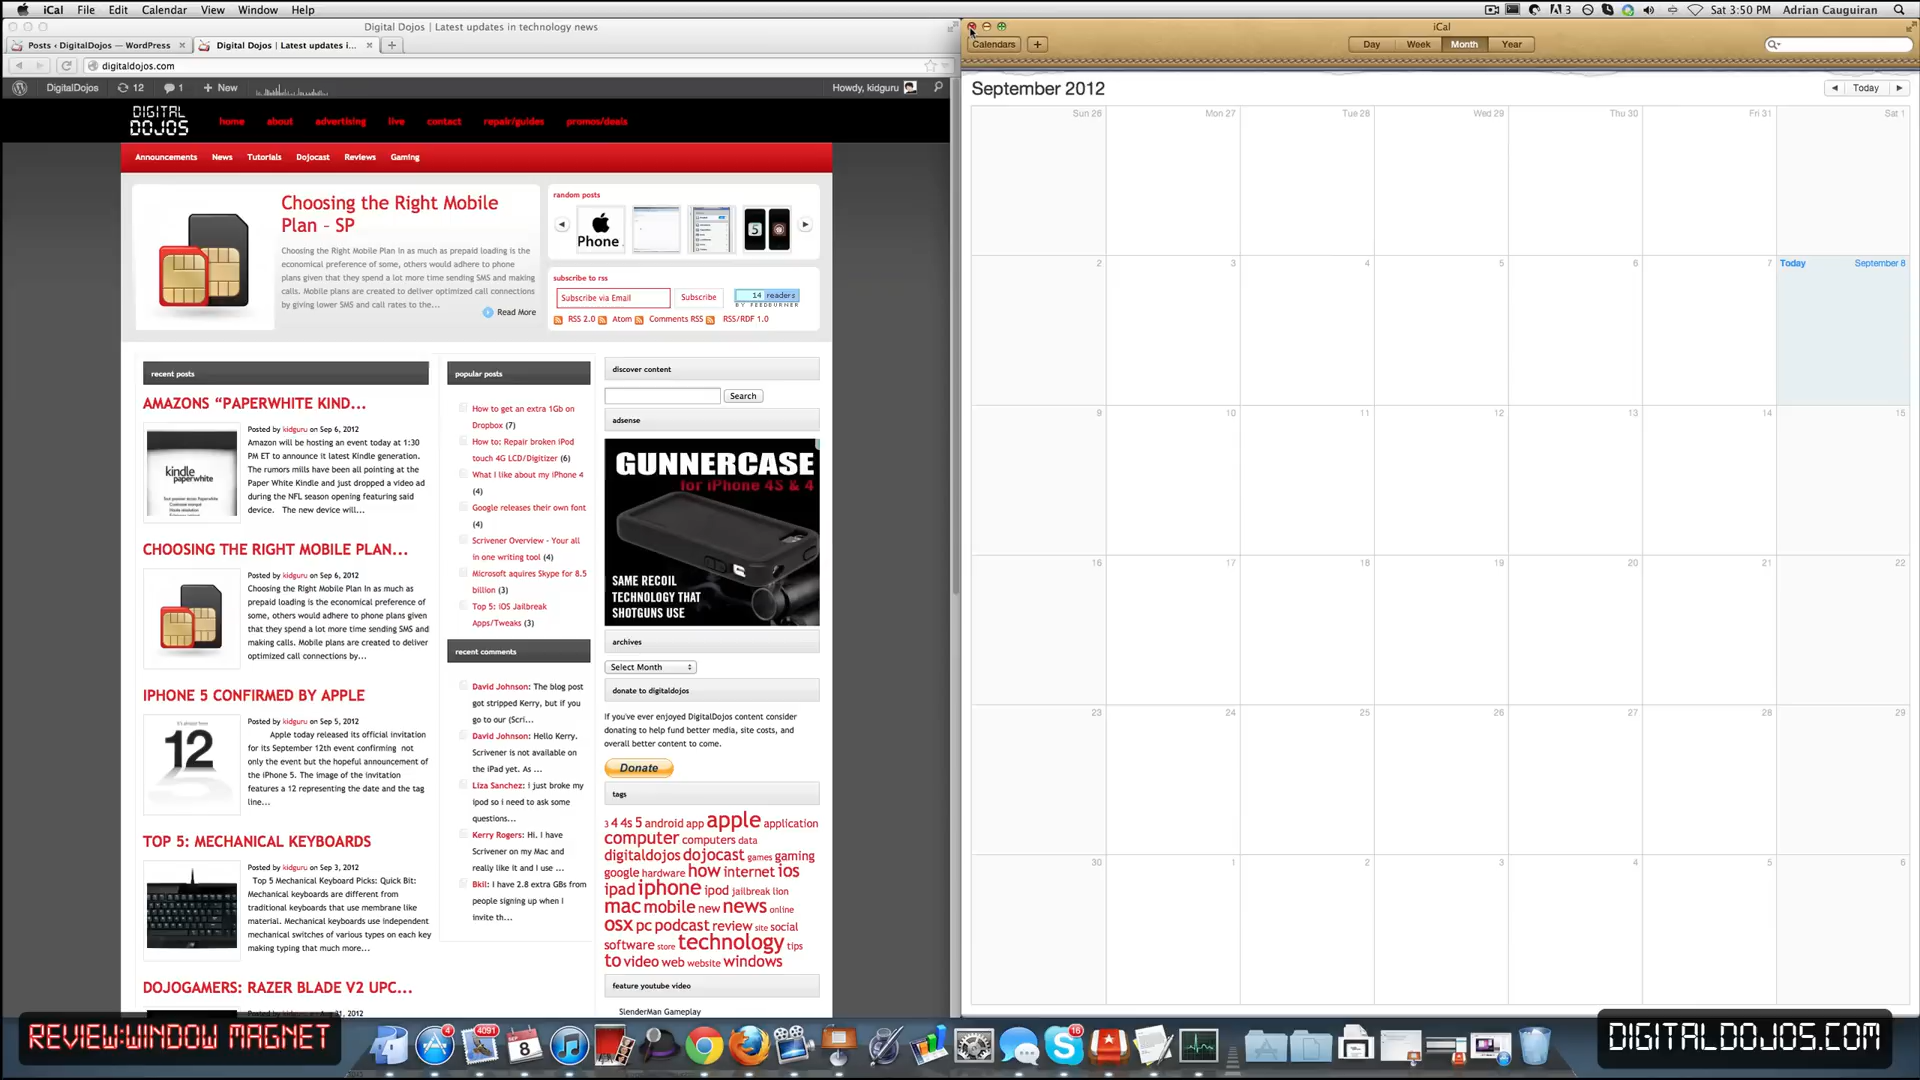 iCal File Edit Calendar View Window Help
3 Sat 3:50 PM Adrian Cauguiran
Digital Dojos | Latest updates in technology news
Posts ‹ DigitalDojos — WordPress
Digital Dojos | Latest updates i...
digitaldojos.com
DigitalDojos 12 1 + New
Howdy, kidguru
DIGITAL
DOJOS
home about advertising live contact repair/guides promos/deals
Announcements News Tutorials Dojocast Reviews Gaming
Choosing the Right Mobile
Plan – SP
Choosing the Right Mobile Plan In as much as prepaid loading is the
economical preference of some, others would adhere to phone
plans given that they spend a lot more time sending SMS and making
calls. Mobile plans are created to deliver optimized call connections
by giving lower SMS and call rates to the...
Read More
random posts
Phone
5
subscribe to rss
Subscribe via Email
Subscribe
14 readers
BY FEEDBURNER
RSS 2.0 Atom Comments RSS RSS/RDF 1.0
recent posts
AMAZONS “PAPERWHITE KIND...
kindle
paperwhite
Posted by kidguru on Sep 6, 2012
Amazon will be hosting an event today at 1:30
PM ET to announce it latest Kindle generation.
The rumors mills have been all pointing at the
Paper White Kindle and just dropped a video ad
during the NFL season opening featuring said
device. The new device will...
CHOOSING THE RIGHT MOBILE PLAN...
Posted by kidguru on Sep 6, 2012
Choosing the Right Mobile Plan In as much as
prepaid loading is the economical preference of
some, others would adhere to phone plans given
that they spend a lot more time sending SMS and
making calls. Mobile plans are created to deliver
optimized call connections by...
IPHONE 5 CONFIRMED BY APPLE
It's almost here
12
Posted by kidguru on Sep 5, 2012
Apple today released its official invitation
for its September 12th event confirming not
only the event but the hopeful announcement of
the iPhone 5. The image of the invitation
features a 12 representing the date and the tag
line...
TOP 5: MECHANICAL KEYBOARDS
Posted by kidguru on Sep 3, 2012
Top 5 Mechanical Keyboard Picks: Quick Bit:
Mechanical keyboards are different from
traditional keyboards that use membrane like
material. Mechanical keyboards use independent
mechanical switches of various types on each key
making typing that much more...
DOJOGAMERS: RAZER BLADE V2 UPC...
popular posts
How to get an extra 1Gb on
Dropbox (7)
How to: Repair broken iPod
touch 4G LCD/Digitizer (6)
What I like about my iPhone 4
(4)
Google releases their own font
(4)
Scrivener Overview - Your all
in one writing tool (4)
Microsoft aquires Skype for 8.5
billion (3)
Top 5: iOS Jailbreak
Apps/Tweaks (3)
recent comments
David Johnson: The blog post
got stripped Kerry, but if you
go to our (Scri...
David Johnson: Hello Kerry.
Scrivener is not available on
the iPad yet. As ...
Liza Sanchez: i just broke my
ipod so i need to ask some
questions...
Kerry Rogers: Hi. I have
Scrivener on my Mac and
really like it and I use ...
Bkil: I have 2.8 extra GBs from
people signing up when I
invite th...
discover content
Search
adsense
GUNNERCASE
for iPhone 4S & 4
SAME RECOIL
TECHNOLOGY THAT
SHOTGUNS USE
archives
Select Month
donate to digitaldojos
If you've ever enjoyed DigitalDojos content consider
donating to help fund better media, site costs, and
overall better content to come.
Donate
tags
3 4 4s 5 android app apple application
computer computers data
digitaldojos dojocast games gaming
google hardware how internet ios
ipad iphone ipod jailbreak lion
mac mobile new news online
osx pc podcast review site social
software store technology tips
to video web website windows
feature youtube video
SlenderMan Gameplay
iCal
Calendars +
Day Week Month Year
September 2012
Today
Sun 26 Mon 27 Tue 28 Wed 29 Thu 30 Fri 31 Sat 1
2 3 4 5 6 7 Today September 8
9 10 11 12 13 14 15
16 17 18 19 20 21 22
23 24 25 26 27 28 29
30 1 2 3 4 5 6
REVIEW:WINDOW MAGNET
4 4091 SEP 8 16
DIGITALDOJOS.COM